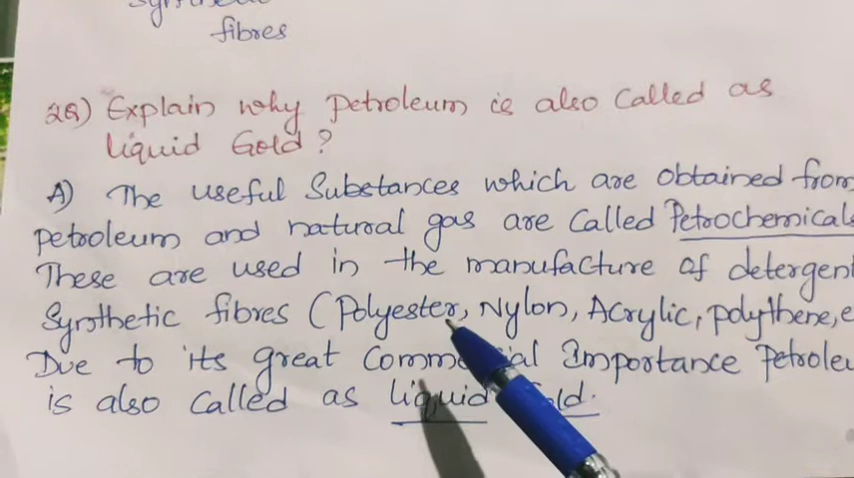 fibres
2Q) Explain why petroleum is also called as
liquid Gold?
A) The useful Substances which are obtained from
petroleum and natural gas are called Petrochemicals
These are used in the manufacture of detergent
Synthetic fibres (Polyester, Nylon, Acrylic, polythene, e
Due to its great Commercial Importance Petroleu
is also called as liquid Gold.